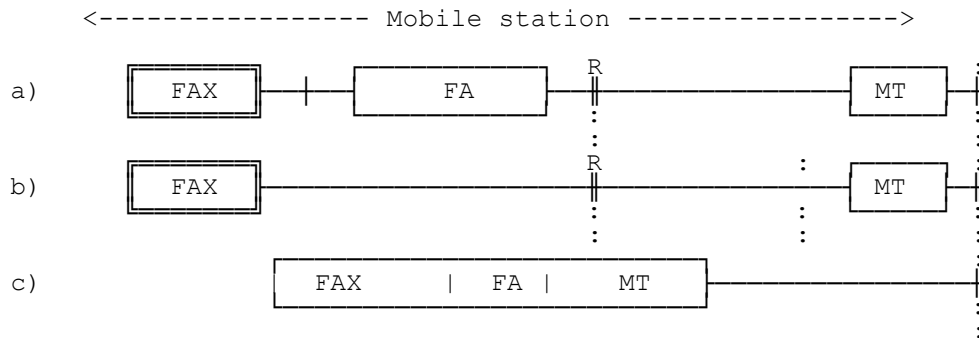 <----------------- Mobile station ----------------->
R
a) FAX FA MT
R
b) FAX MT
c) FAX | FA | MT